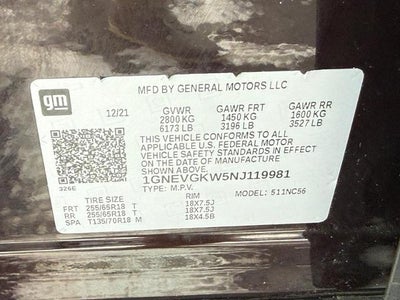 gm
MFD BY GENERAL MOTORS LLC
12/21 GVWR GAWR FRT GAWR RR
2800 KG 1450 KG 1600 KG
6173 LB 3196 LB 3527 LB
THIS VEHICLE CONFORMS TO ALL
APPLICABLE U.S. FEDERAL MOTOR
VEHICLE SAFETY STANDARDS IN EFFECT
ON THE DATE OF MANUFACTURE SHOWN
ABOVE.
1GNEVGKW5NJ119981
326E TYPE: M.P.V. MODEL: 511NC56
TIRE SIZE RIM
FRT 255/65R18 T 18X7.5J
RR 255/65R18 T 18X7.5J
SPA T135/70R18 M 18X4.5B